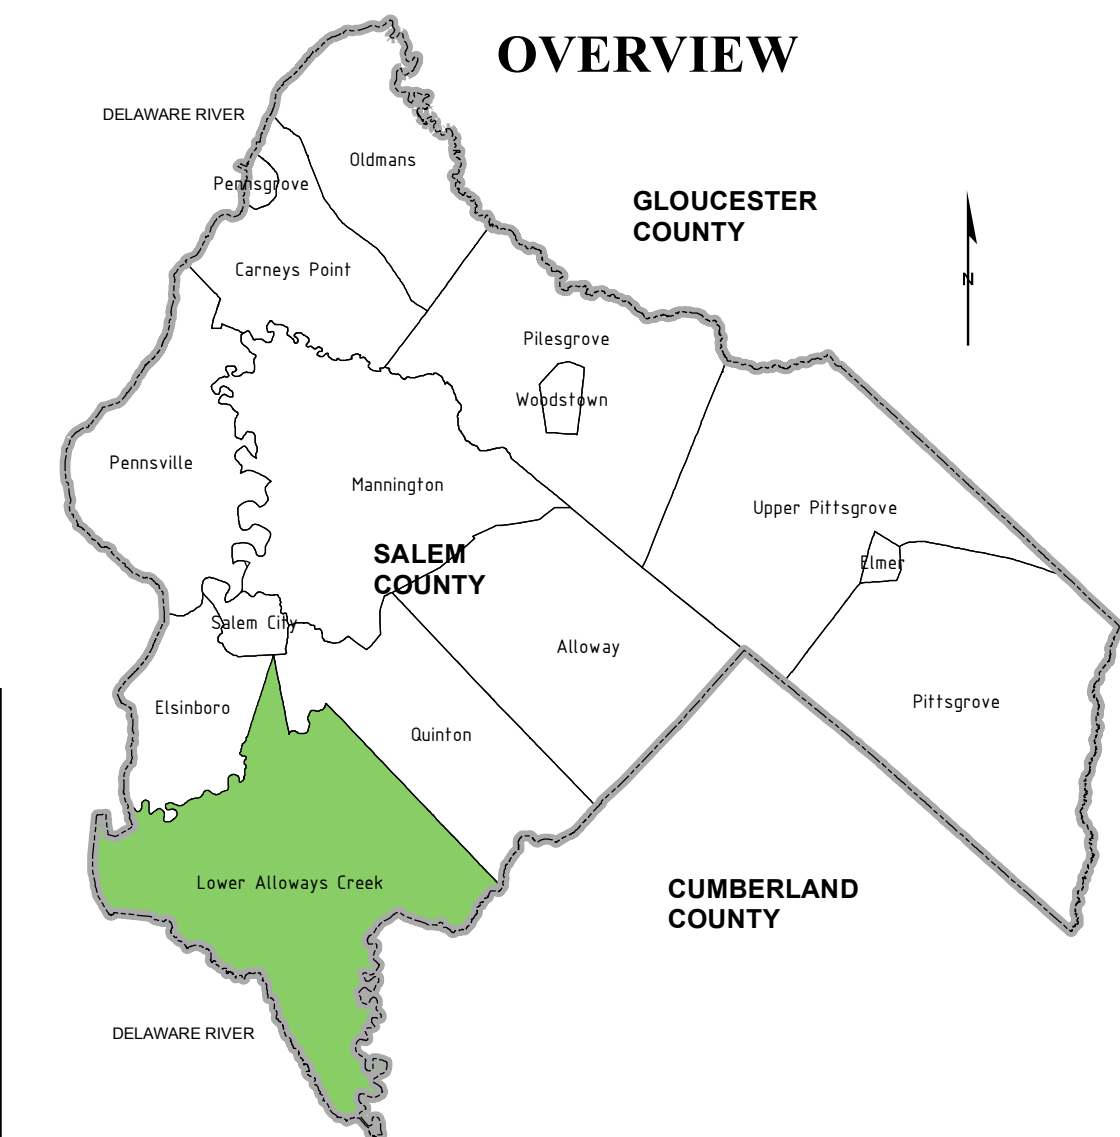 OVERVIEW
DELAWARE RIVER
Oldmans
Pennsgrove
GLOUCESTER
COUNTY
Carneys Point
N
Pilesgrove
Woodstown
Pennsville
Mannington
Upper Pittsgrove
SALEM
COUNTY
Elmer
Salem City
Alloway
Elsinboro
Pittsgrove
Quinton
Lower Alloways Creek
CUMBERLAND
COUNTY
DELAWARE RIVER